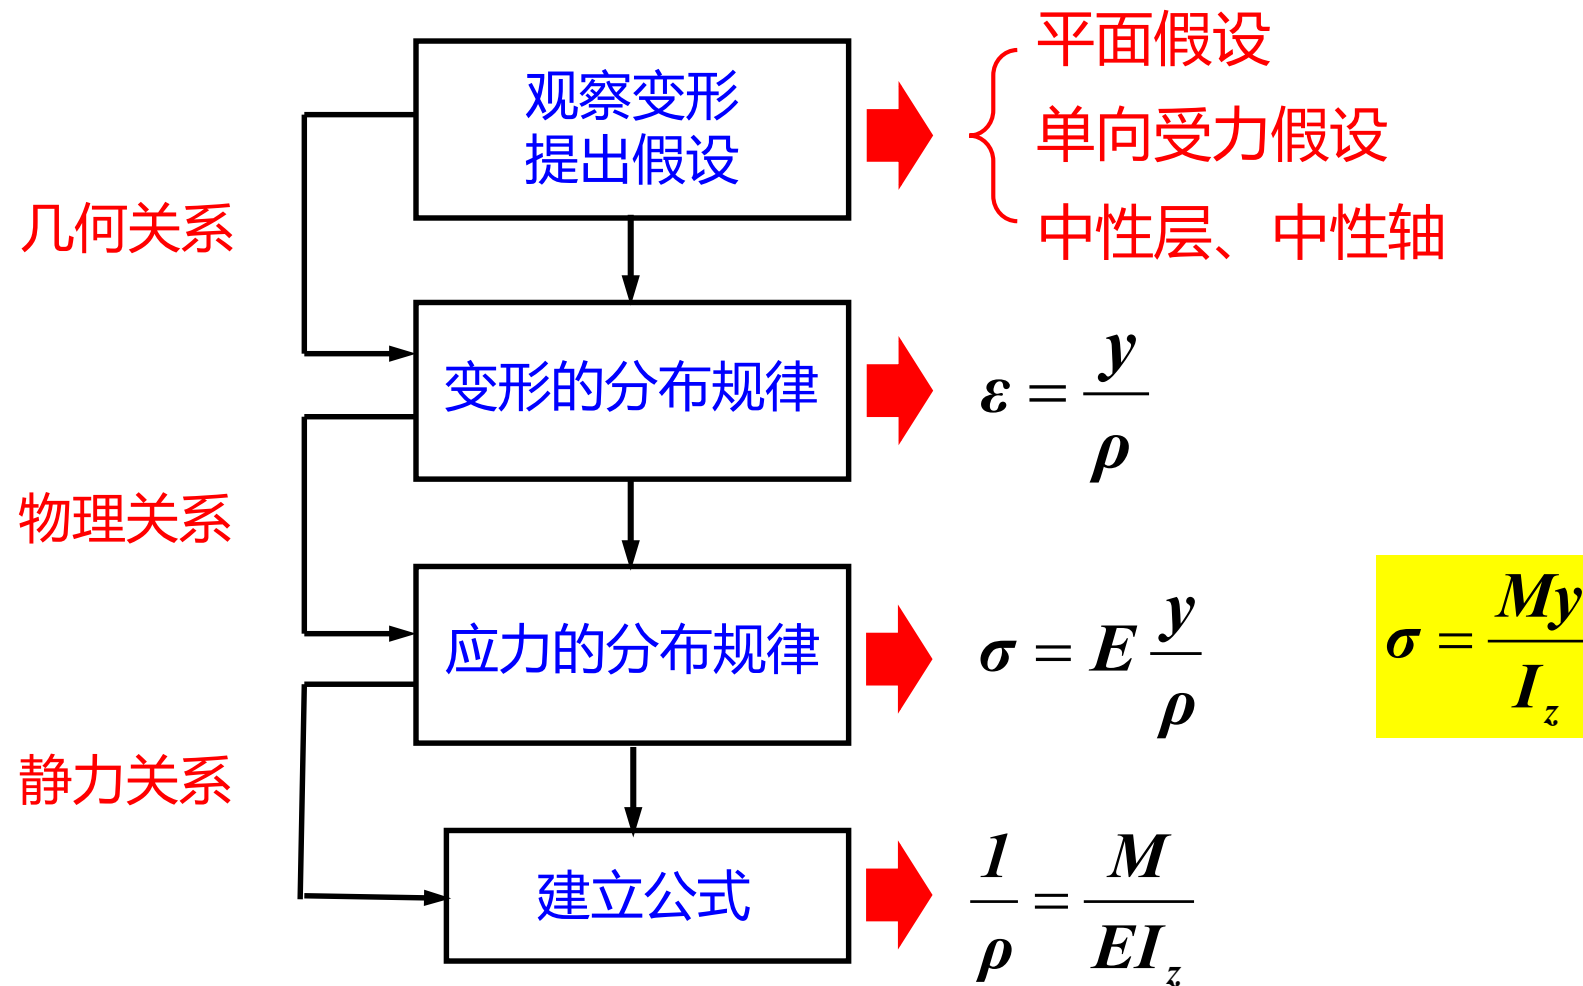 平面假设
观察变形
提出假设
单向受力假设
几何关系
中性层、中性轴
变形的分布规律
ε = y/ρ
物理关系
应力的分布规律
σ = E y/ρ
σ = My/I_z
静力关系
建立公式
1/ρ = M/EI_z